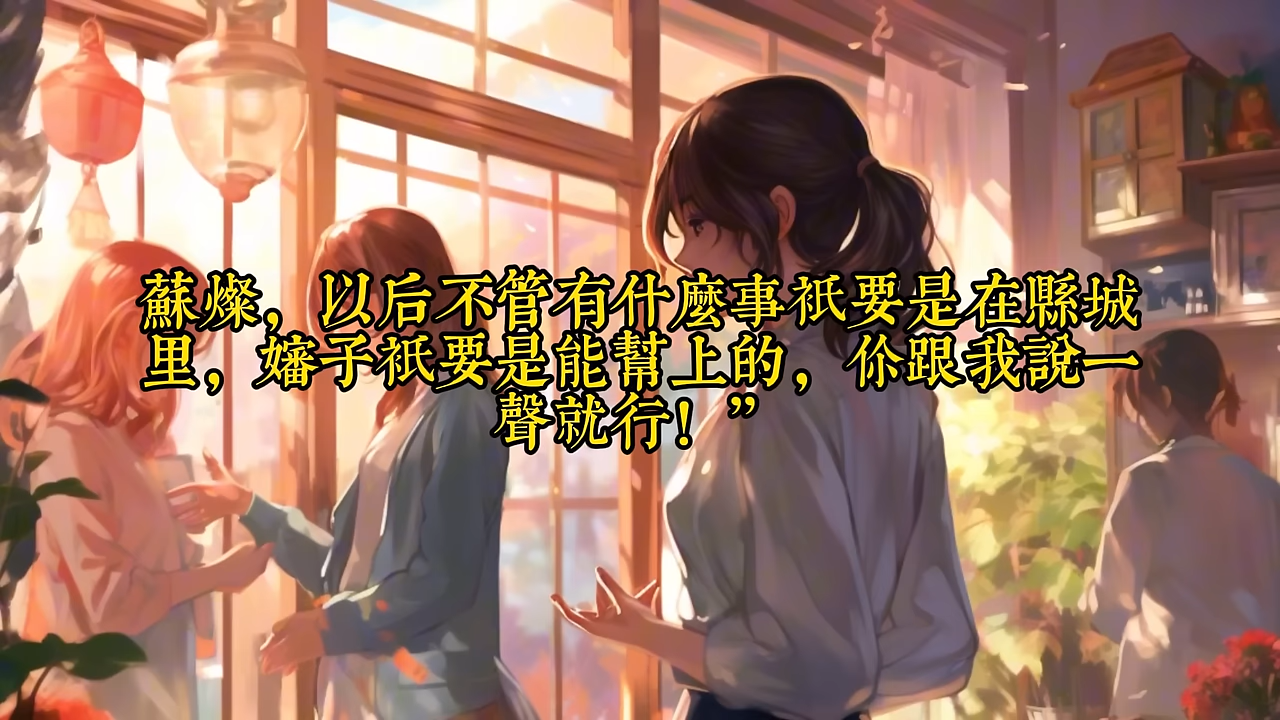 蘇燦，以后不管有什麼事衹要是在縣城
里，嬸子衹要是能幫上的，你跟我說一
聲就行！”